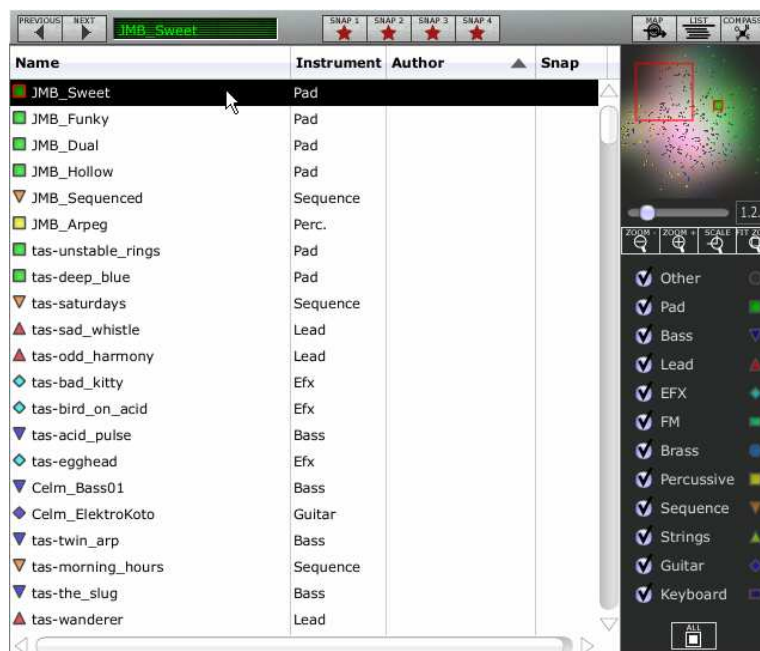 PREVIOUS NEXT JMB_Sweet SNAP 1 SNAP 2 SNAP 3 SNAP 4 MAP LIST COMPASS
Name Instrument Author Snap
JMB_Sweet Pad
JMB_Funky Pad
JMB_Dual Pad
JMB_Hollow Pad
JMB_Sequenced Sequence
JMB_Arpeg Perc.
tas-unstable_rings Pad
tas-deep_blue Pad
tas-saturdays Sequence
tas-sad_whistle Lead
tas-odd_harmony Lead
tas-bad_kitty Efx
tas-bird_on_acid Efx
tas-acid_pulse Bass
tas-egghead Efx
Celm_Bass01 Bass
Celm_ElektroKoto Guitar
tas-twin_arp Bass
tas-morning_hours Sequence
tas-the_slug Bass
tas-wanderer Lead
1.2.
ZOOM - ZOOM + SCALE FIT
Other
Pad
Bass
Lead
EFX
FM
Brass
Percussive
Sequence
Strings
Guitar
Keyboard
ALL